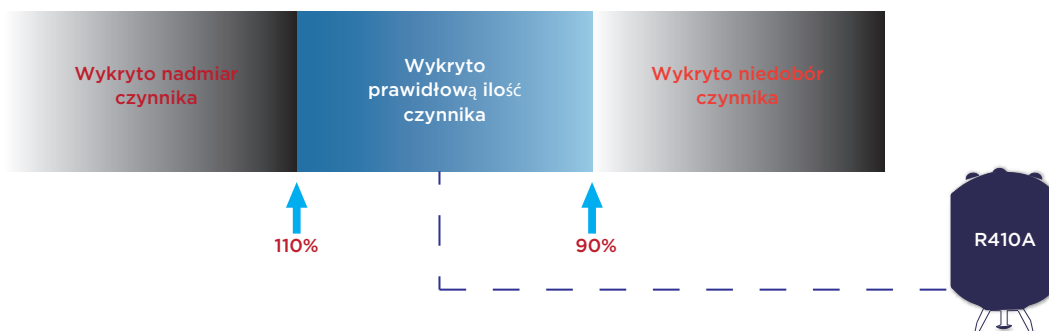 Wykryto nadmiar
czynnika
Wykryto
prawidłową ilość
czynnika
Wykryto niedobór
czynnika
110%
90%
R410A